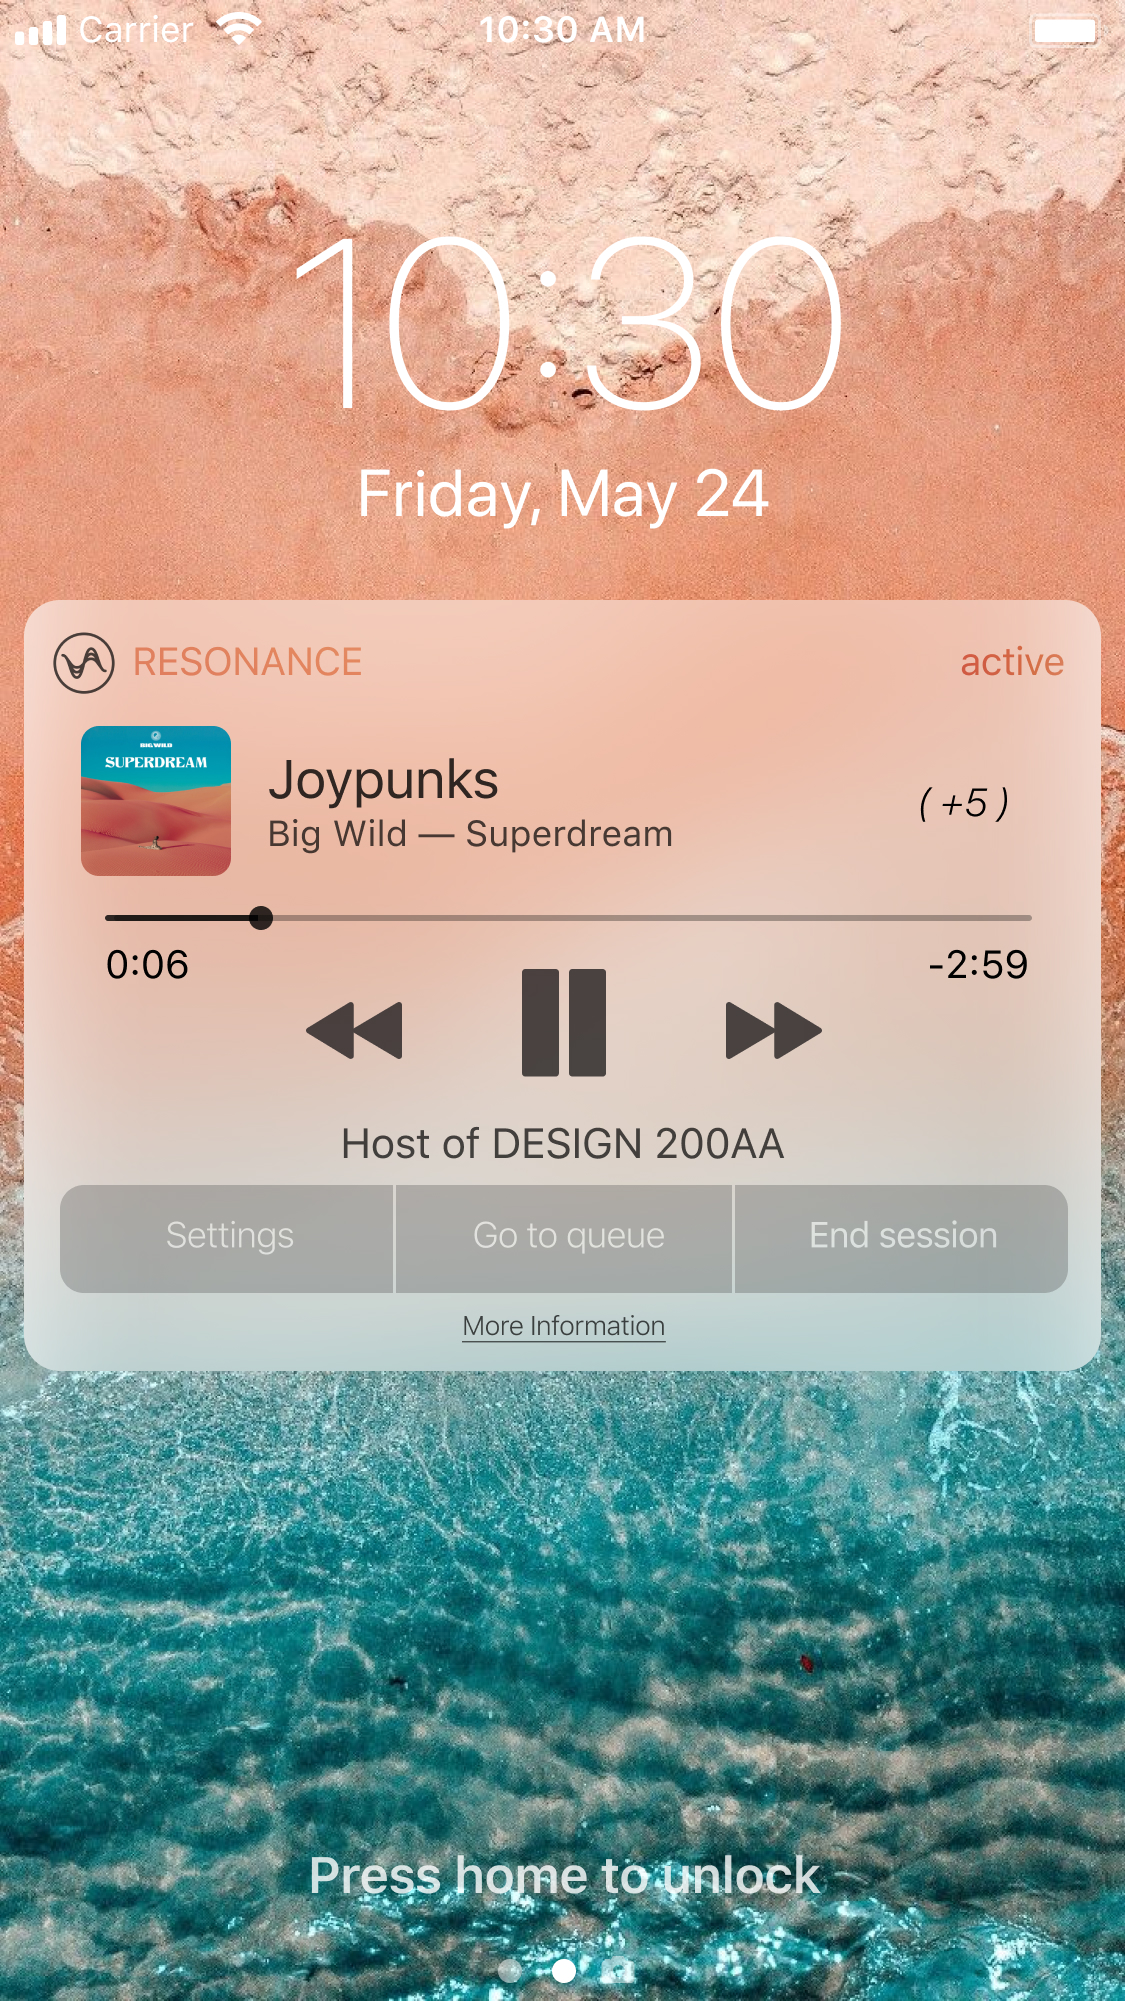 Carrier 10:30 AM
10:30
Friday, May 24
RESONANCE active
BIG WILD
SUPERDREAM
Joypunks
Big Wild — Superdream
( +5 )
0:06 -2:59
Host of DESIGN 200AA
Settings Go to queue End session
More Information
Press home to unlock